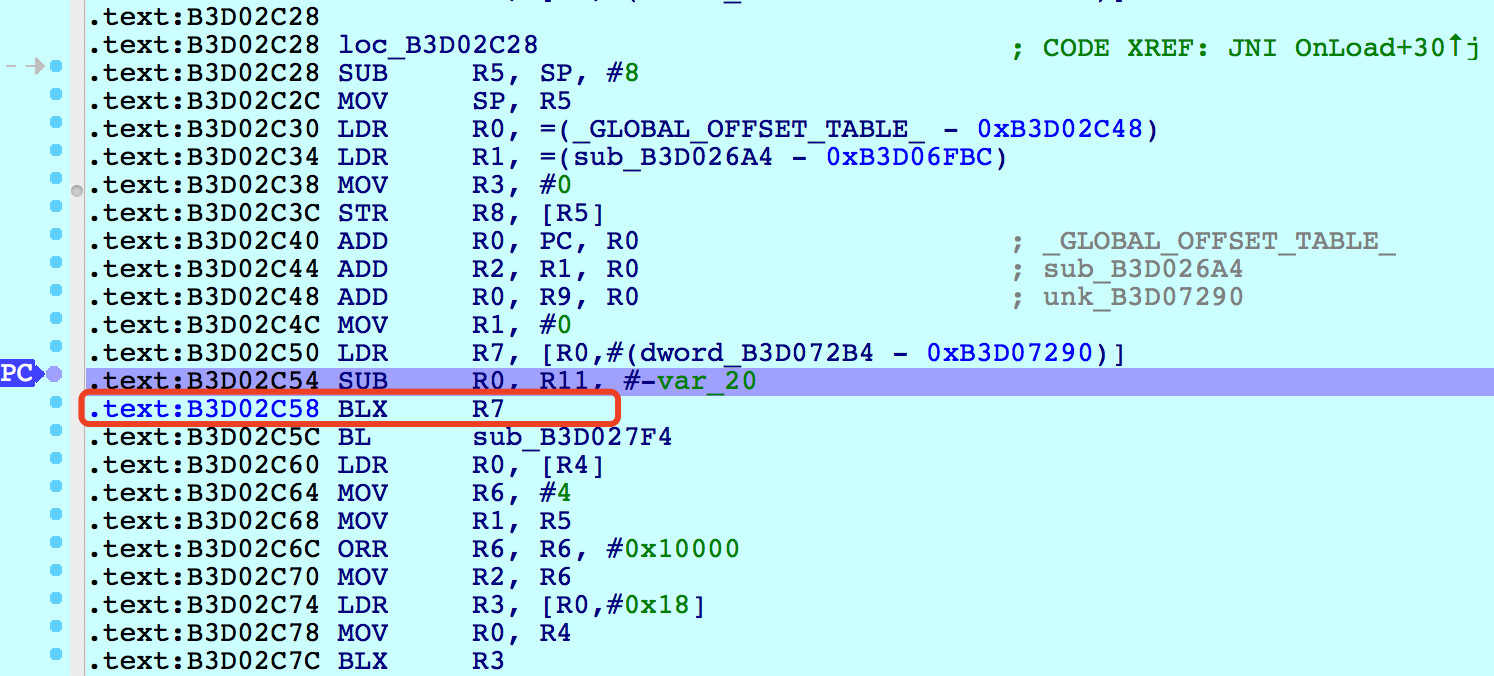 .text:B3D02C28
.text:B3D02C28 loc_B3D02C28 ; CODE XREF: JNI OnLoad+30↑j
.text:B3D02C28 SUB R5, SP, #8
.text:B3D02C2C MOV SP, R5
.text:B3D02C30 LDR R0, =(_GLOBAL_OFFSET_TABLE_ - 0xB3D02C48)
.text:B3D02C34 LDR R1, =(sub_B3D026A4 - 0xB3D06FBC)
.text:B3D02C38 MOV R3, #0
.text:B3D02C3C STR R8, [R5]
.text:B3D02C40 ADD R0, PC, R0 ; _GLOBAL_OFFSET_TABLE_
.text:B3D02C44 ADD R2, R1, R0 ; sub_B3D026A4
.text:B3D02C48 ADD R0, R9, R0 ; unk_B3D07290
.text:B3D02C4C MOV R1, #0
.text:B3D02C50 LDR R7, [R0,#(dword_B3D072B4 - 0xB3D07290)]
PC .text:B3D02C54 SUB R0, R11, #-var_20
.text:B3D02C58 BLX R7
.text:B3D02C5C BL sub_B3D027F4
.text:B3D02C60 LDR R0, [R4]
.text:B3D02C64 MOV R6, #4
.text:B3D02C68 MOV R1, R5
.text:B3D02C6C ORR R6, R6, #0x10000
.text:B3D02C70 MOV R2, R6
.text:B3D02C74 LDR R3, [R0,#0x18]
.text:B3D02C78 MOV R0, R4
.text:B3D02C7C BLX R3